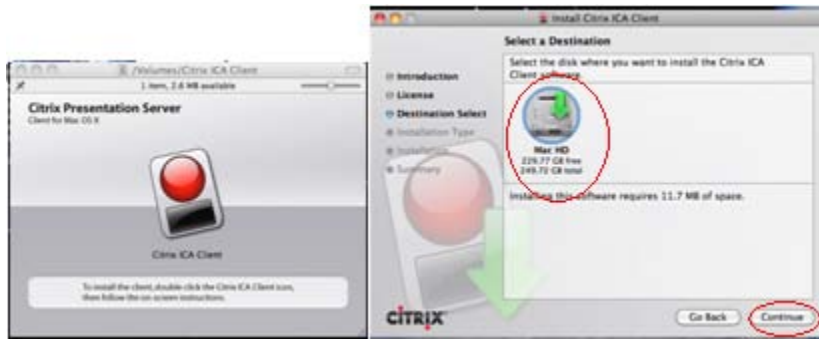 /Volumes/Citrix ICA Client
1 item, 2.6 MB available
Citrix Presentation Server
Client for Mac OS X
Citrix ICA Client
To install the client, double-click the Citrix ICA Client icon,
then follow the on-screen instructions.
Install Citrix ICA Client
Select a Destination
Introduction
License
Destination Select
Installation Type
Installation
Summary
Select the disk where you want to install the Citrix ICA
Client software.
Mac HD
229.77 GB free
249.72 GB total
Installing this software requires 11.7 MB of space.
CITRIX
Go Back
Continue